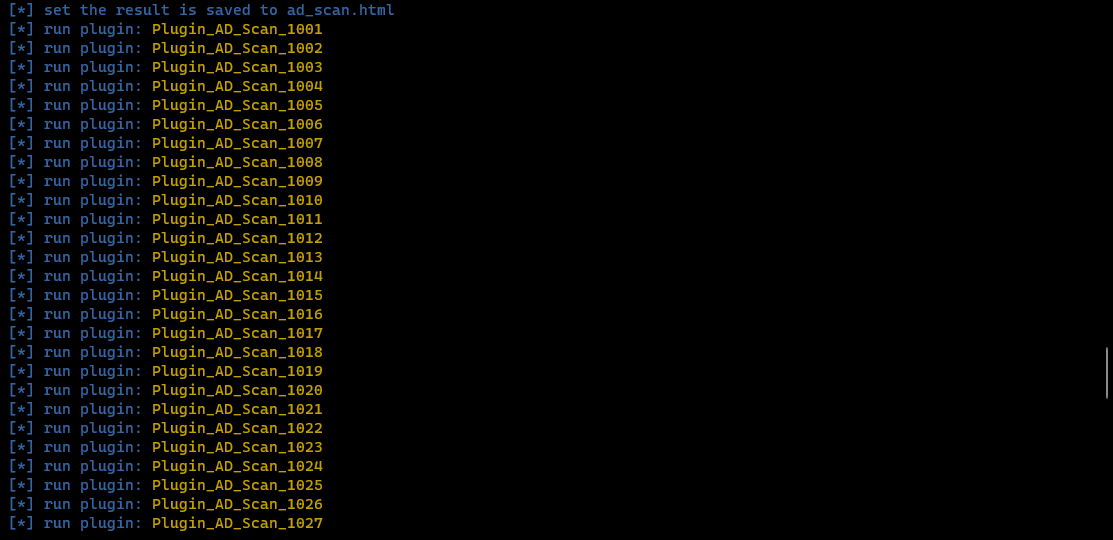 [*] set the result is saved to ad_scan.html
[*] run plugin: Plugin_AD_Scan_1001
[*] run plugin: Plugin_AD_Scan_1002
[*] run plugin: Plugin_AD_Scan_1003
[*] run plugin: Plugin_AD_Scan_1004
[*] run plugin: Plugin_AD_Scan_1005
[*] run plugin: Plugin_AD_Scan_1006
[*] run plugin: Plugin_AD_Scan_1007
[*] run plugin: Plugin_AD_Scan_1008
[*] run plugin: Plugin_AD_Scan_1009
[*] run plugin: Plugin_AD_Scan_1010
[*] run plugin: Plugin_AD_Scan_1011
[*] run plugin: Plugin_AD_Scan_1012
[*] run plugin: Plugin_AD_Scan_1013
[*] run plugin: Plugin_AD_Scan_1014
[*] run plugin: Plugin_AD_Scan_1015
[*] run plugin: Plugin_AD_Scan_1016
[*] run plugin: Plugin_AD_Scan_1017
[*] run plugin: Plugin_AD_Scan_1018
[*] run plugin: Plugin_AD_Scan_1019
[*] run plugin: Plugin_AD_Scan_1020
[*] run plugin: Plugin_AD_Scan_1021
[*] run plugin: Plugin_AD_Scan_1022
[*] run plugin: Plugin_AD_Scan_1023
[*] run plugin: Plugin_AD_Scan_1024
[*] run plugin: Plugin_AD_Scan_1025
[*] run plugin: Plugin_AD_Scan_1026
[*] run plugin: Plugin_AD_Scan_1027